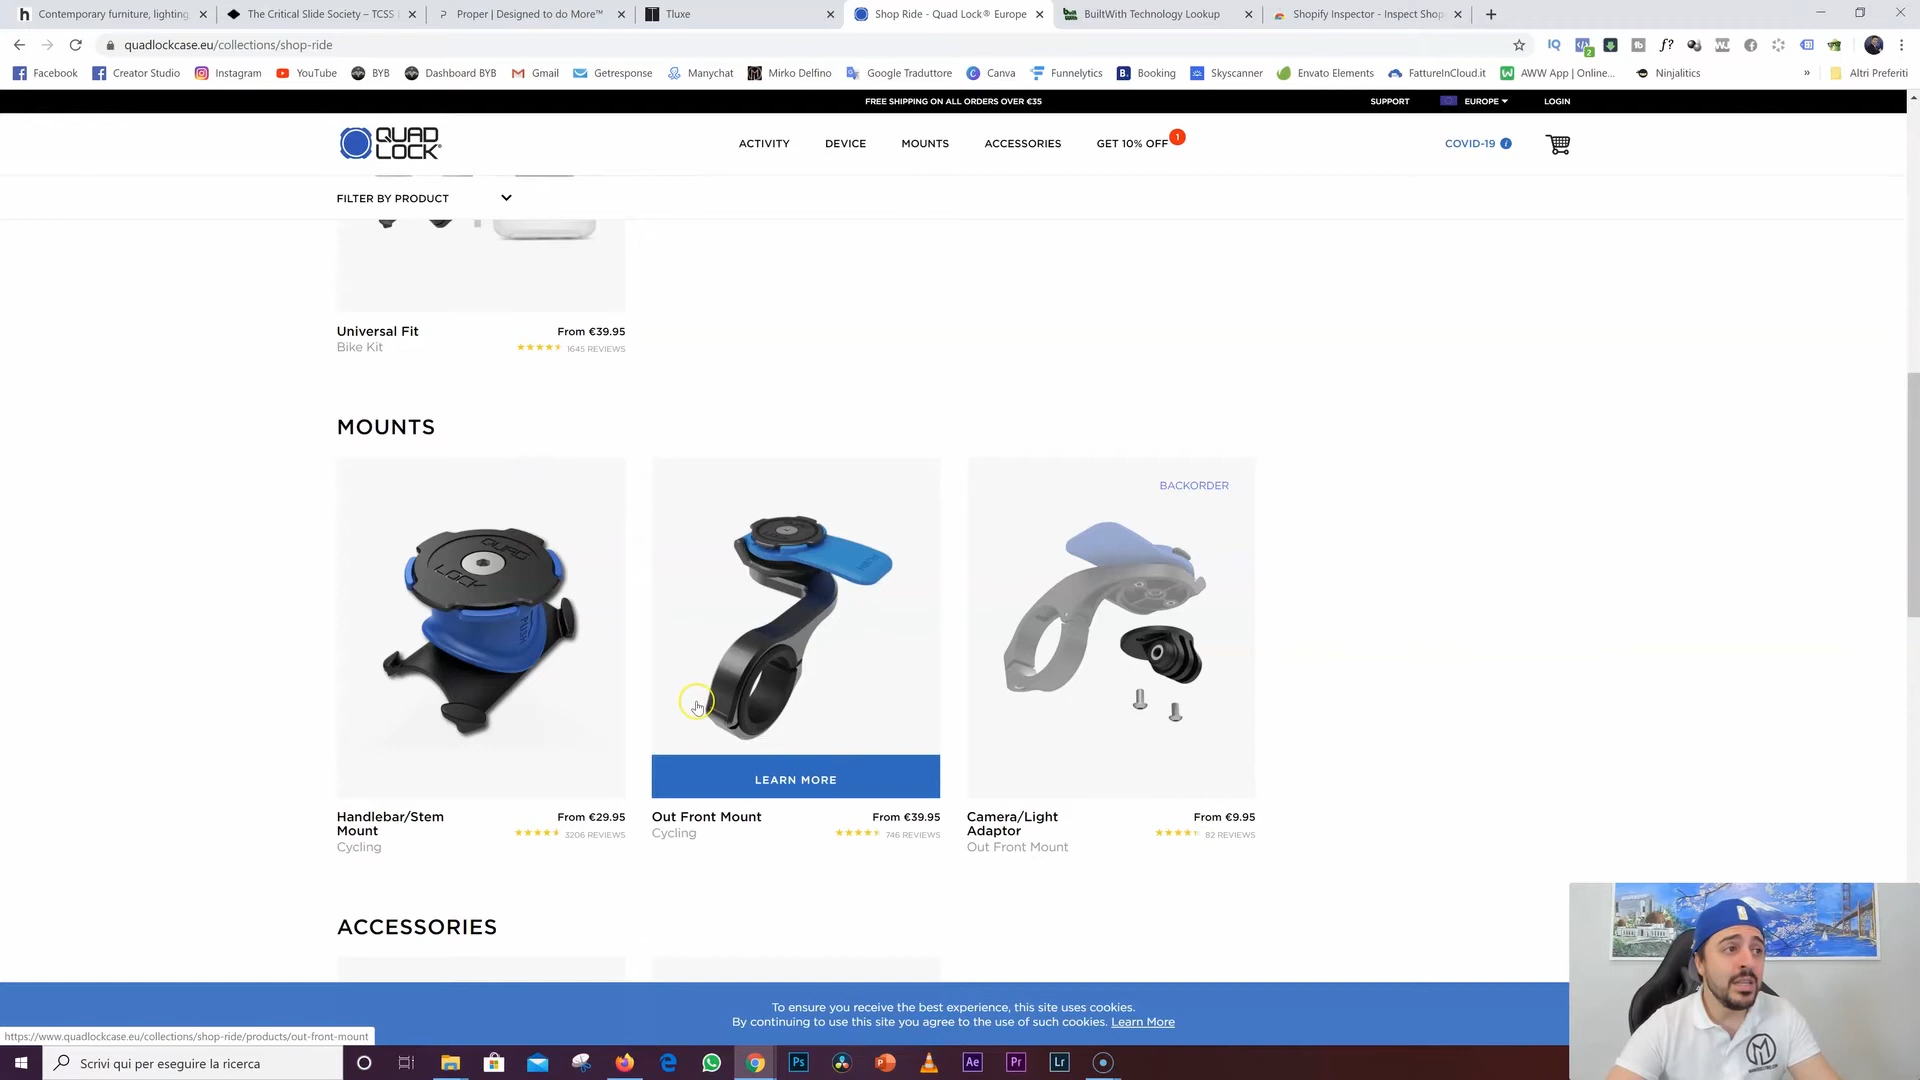 Contemporary furniture, lighting
The Critical Slide Society – TCSS
Proper | Designed to do More™
Tluxe
Shop Ride - Quad Lock® Europe
BuiltWith Technology Lookup
Shopify Inspector - Inspect Shop
quadlockcase.eu/collections/shop-ride
Facebook
Creator Studio
Instagram
YouTube
BYB
Dashboard BYB
Gmail
Getresponse
Manychat
Mirko Delfino
Google Traduttore
Canva
Funnelytics
Booking
Skyscanner
Envato Elements
FattureInCloud.it
AWW App | Online...
Ninjalitics
»
Altri Preferiti
FREE SHIPPING ON ALL ORDERS OVER €35
SUPPORT
EUROPE
LOGIN
QUAD
LOCK®
ACTIVITY
DEVICE
MOUNTS
ACCESSORIES
GET 10% OFF
1
COVID-19
FILTER BY PRODUCT
Universal Fit
From €39.95
Bike Kit
1645 REVIEWS
MOUNTS
BACKORDER
QUAD
LOCK
PUSH
LEARN MORE
Handlebar/Stem
Mount
From €29.95
Cycling
3206 REVIEWS
Out Front Mount
From €39.95
Cycling
746 REVIEWS
Camera/Light
Adaptor
From €9.95
Out Front Mount
82 REVIEWS
ACCESSORIES
To ensure you receive the best experience, this site uses cookies.
By continuing to use this site you agree to the use of such cookies. Learn More
https://www.quadlockcase.eu/collections/shop-ride/products/out-front-mount
Scrivi qui per eseguire la ricerca
Ps
Ae
Pr
Lr